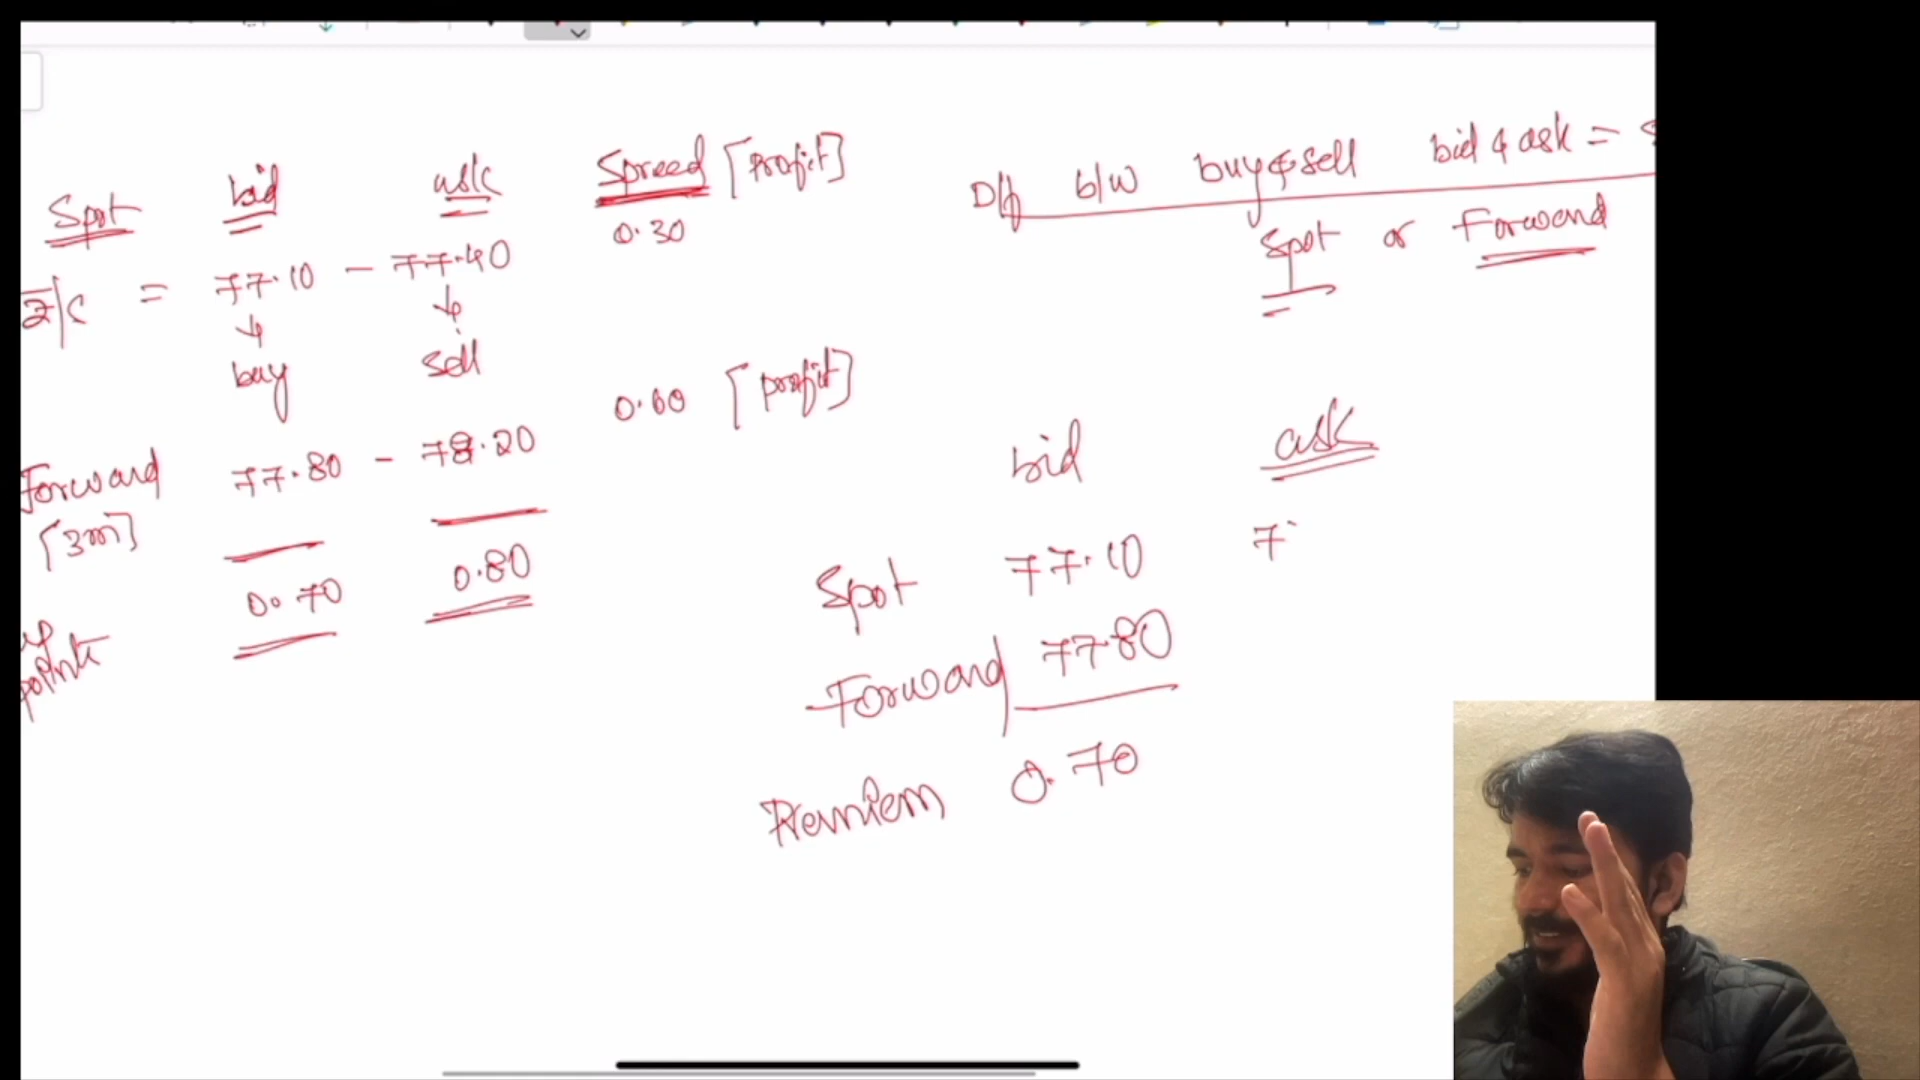 Spot bid ask Spreed [Profit]
₹/$ = 77.10 - 77.40 0.30
buy sell
Forward 77.80 - 78.20 0.60 [profit]
[3m]
0.70 0.80
points
Diff b/w buy & sell bid & ask =
Spot or Forward
bid ask
Spot 77.10 7
Forward 77.80
0.70